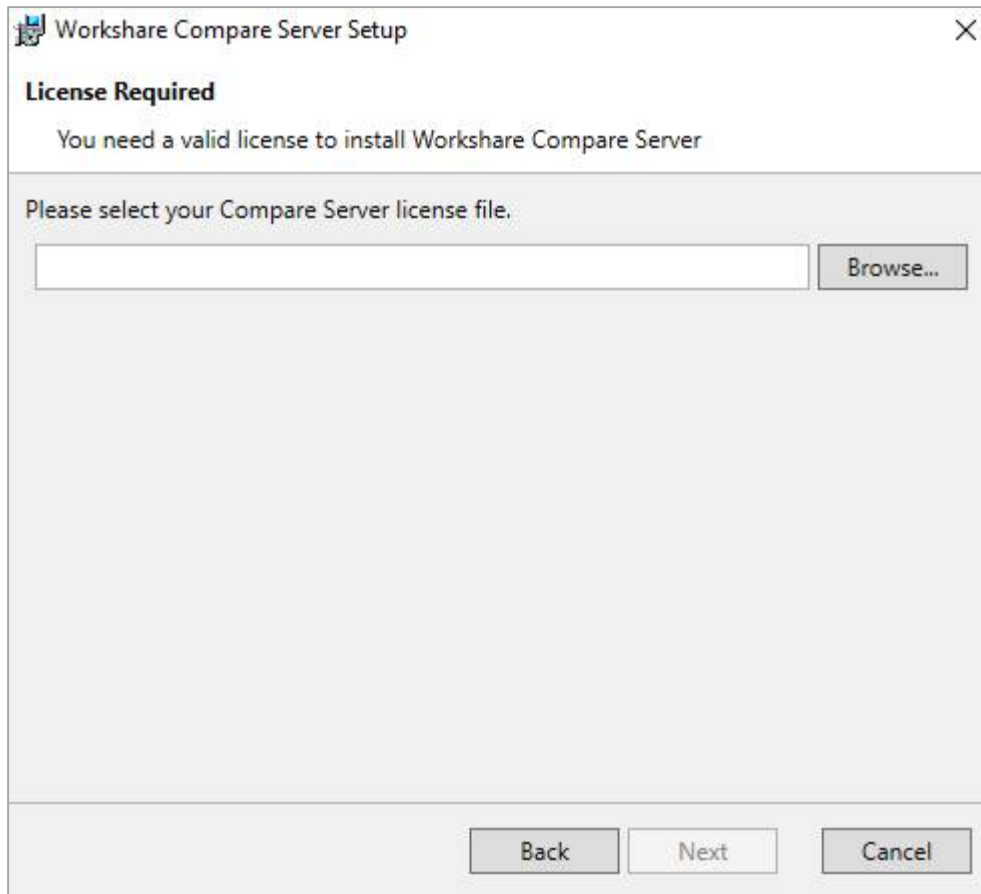 Workshare Compare Server Setup
License Required
You need a valid license to install Workshare Compare Server
Please select your Compare Server license file.
Browse...
Back Next Cancel